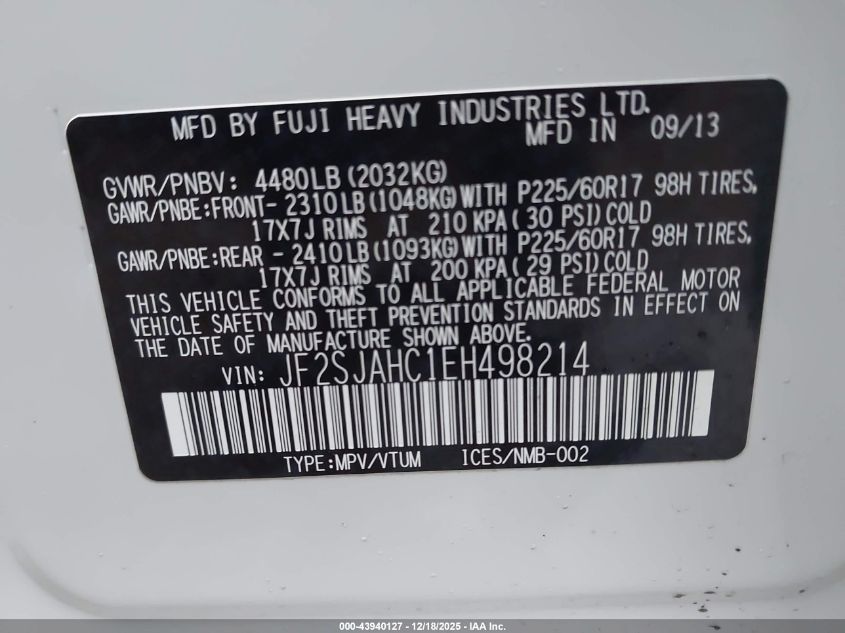 MFD BY FUJI HEAVY INDUSTRIES LTD.
MFD IN 09/13
GVWR/PNBV: 4480LB (2032KG)
GAWR/PNBE:FRONT- 2310LB (1048KG)WITH P225/60R17 98H TIRES,
17X7J RIMS AT 210 KPA( 30 PSI)COLD
GAWR/PNBE:REAR - 2410LB (1093KG)WITH P225/60R17 98H TIRES,
17X7J RIMS AT 200 KPA( 29 PSI)COLD
THIS VEHICLE CONFORMS TO ALL APPLICABLE FEDERAL MOTOR
VEHICLE SAFETY AND THEFT PREVENTION STANDARDS IN EFFECT ON
THE DATE OF MANUFACTURE SHOWN ABOVE.
VIN: JF2SJAHC1EH498214
TYPE:MPV/VTUM ICES/NMB-002
000-43940127 - 12/18/2025 - IAA Inc.